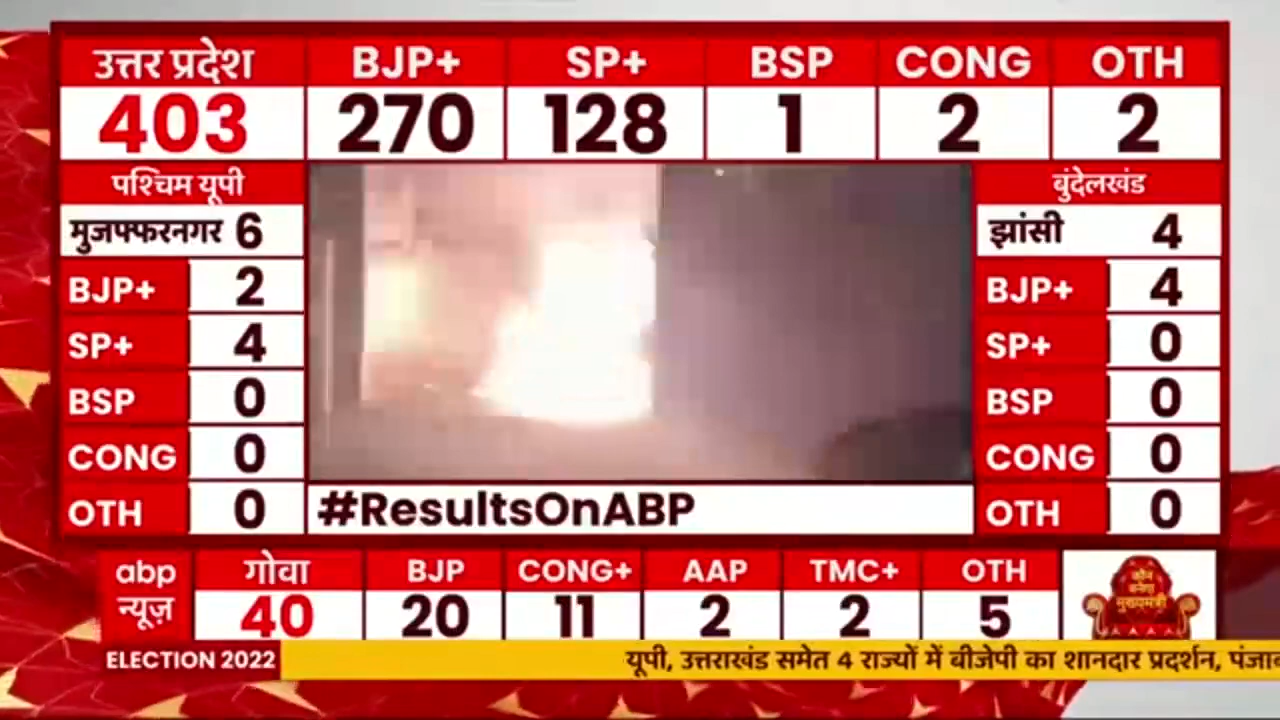 उत्तर प्रदेश BJP+ SP+ BSP CONG OTH
403 270 128 1 2 2
पश्चिम यूपी
मुजफ्फरनगर 6
BJP+ 2
SP+ 4
BSP 0
CONG 0
OTH 0
बुंदेलखंड
झांसी 4
BJP+ 4
SP+ 0
BSP 0
CONG 0
OTH 0
#ResultsOnABP
abp न्यूज़
गोवा BJP CONG+ AAP TMC+ OTH
40 20 11 2 2 5
कौन
बनेगा
मुख्यमंत्री
ELECTION 2022
यूपी, उत्तराखंड समेत 4 राज्यों में बीजेपी का शानदार प्रदर्शन, पंजाब